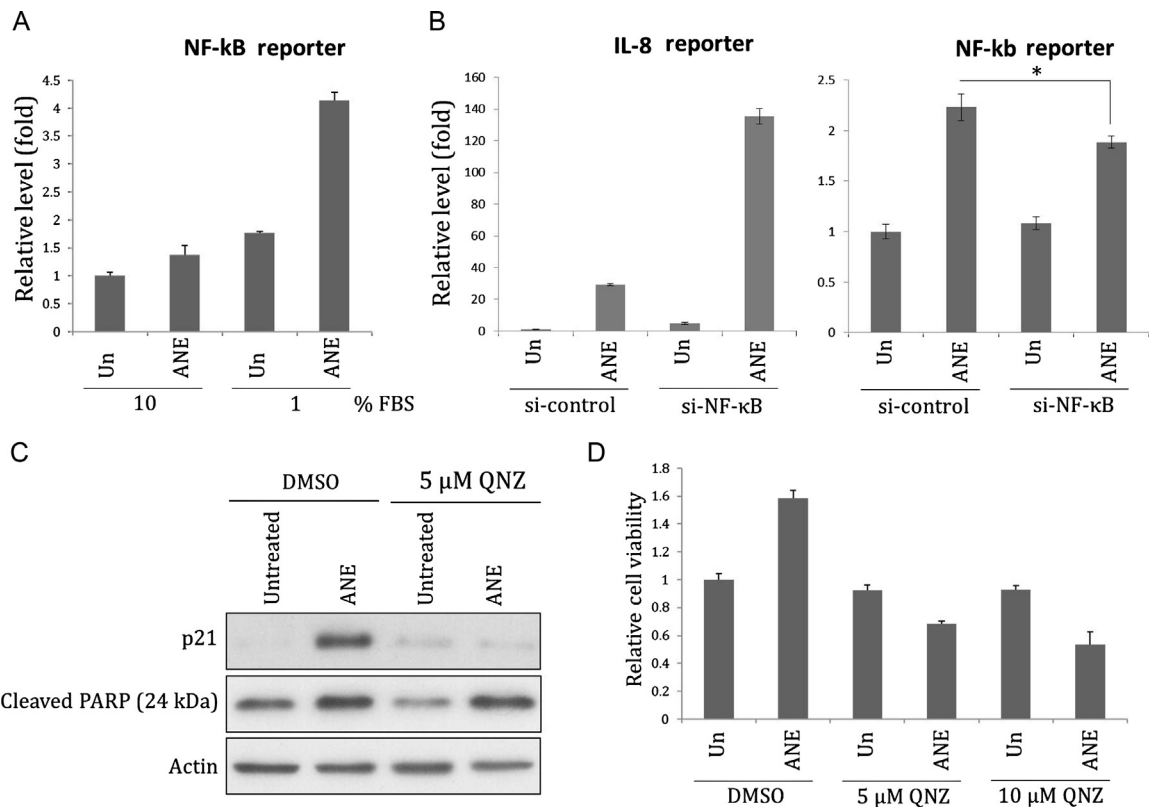 A
NF-kB reporter
Relative level (fold)
4.5
4
3.5
3
2.5
2
1.5
1
0.5
0
Un
ANE
Un
ANE
10
1
% FBS
B
IL-8 reporter
Relative level (fold)
160
140
120
100
80
60
40
20
0
Un
ANE
Un
ANE
si-control
si-NF-κB
NF-kb reporter
2.5
2
1.5
1
0.5
0
*
Un
ANE
Un
ANE
si-control
si-NF-κB
C
DMSO
5 µM QNZ
Untreated
ANE
Untreated
ANE
p21
Cleaved PARP (24 kDa)
Actin
D
Relative cell viability
1.8
1.6
1.4
1.2
1
0.8
0.6
0.4
0.2
0
Un
ANE
Un
ANE
Un
ANE
DMSO
5 µM QNZ
10 µM QNZ